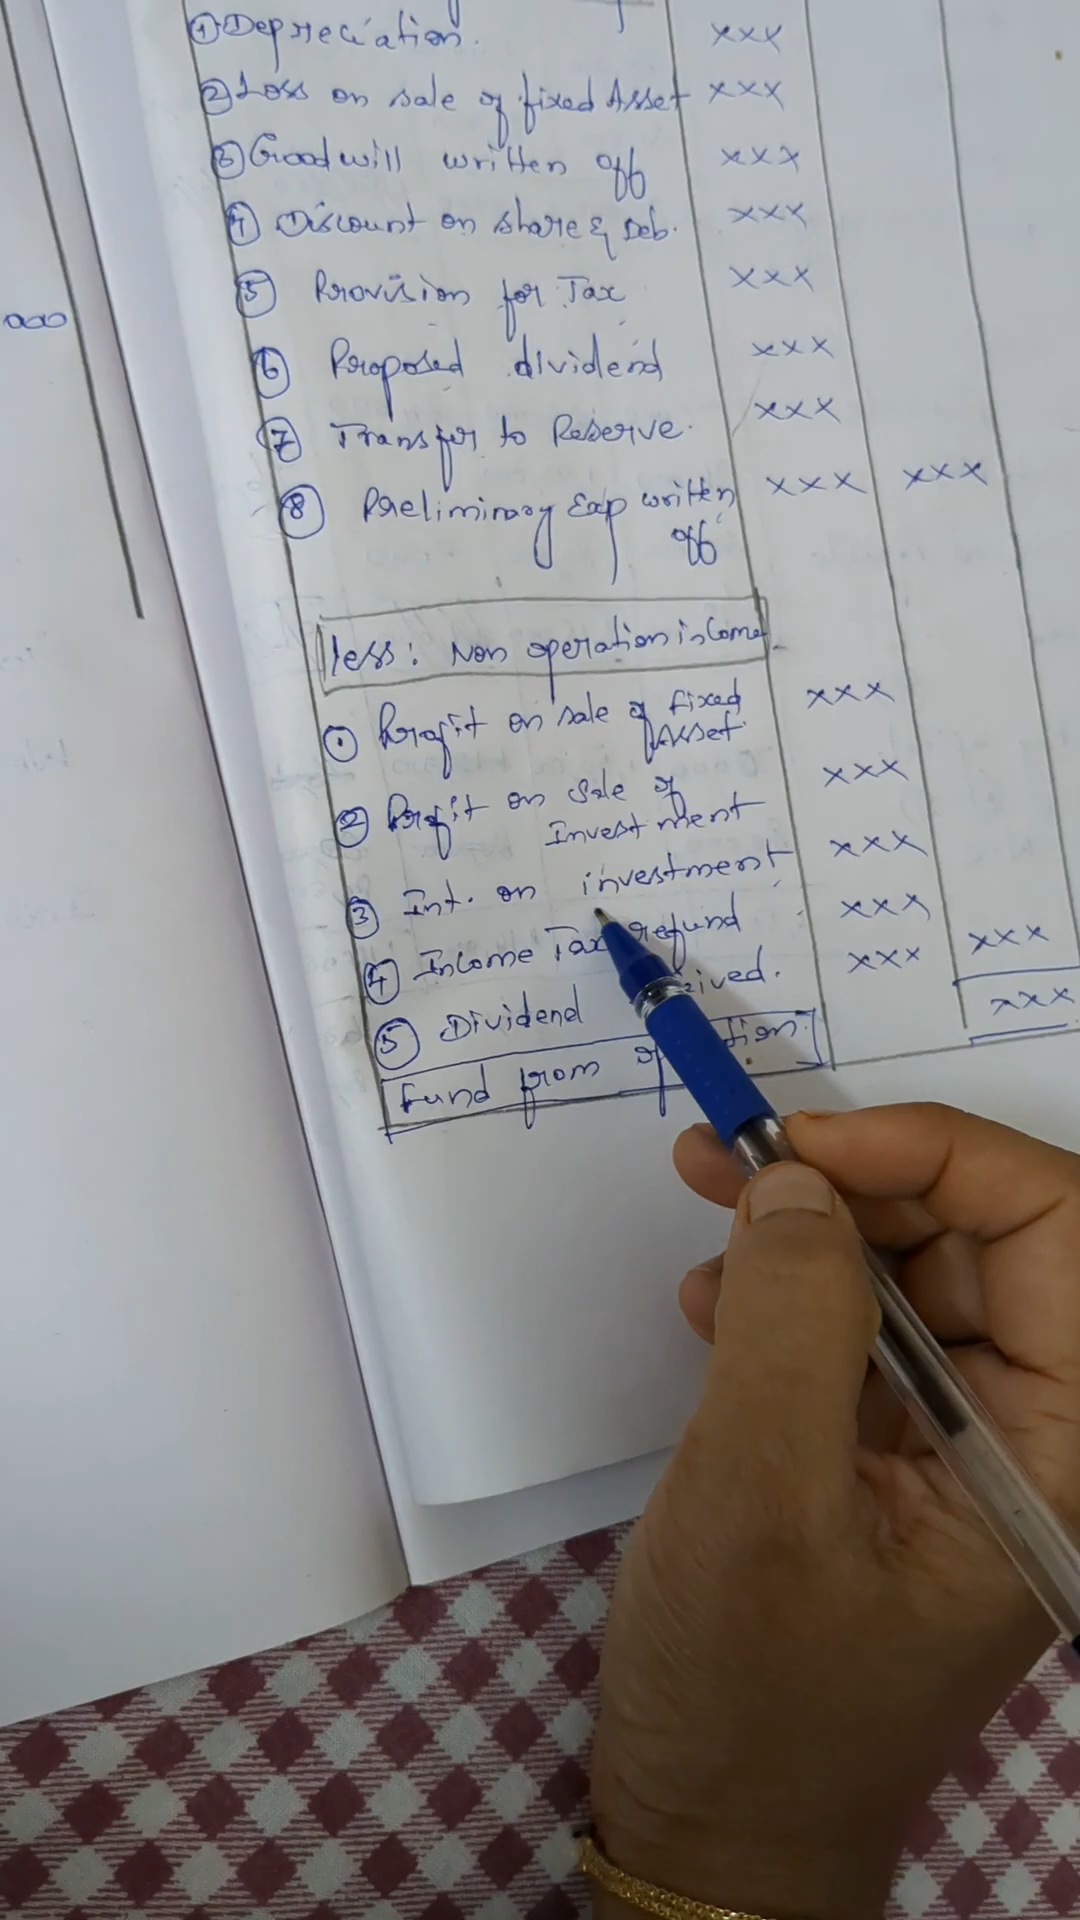 ① Depreciation. xxx
② Loss on sale of fixed Asset xxx
③ Goodwill written off xxx
④ Discount on share & Deb. xxx
⑤ Provision for Tax xxx
⑥ Proposed dividend xxx
⑦ Transfer to Reserve. xxx
⑧ Preliminary Exp written xxx xxx
off
less: Non operation income
① Profit on sale of fixed xxx
Asset
② Profit on sale of xxx
Investment
③ Int. on investment xxx
④ Income Tax refund xxx
⑤ Dividend xxx xxx
Fund from xxx